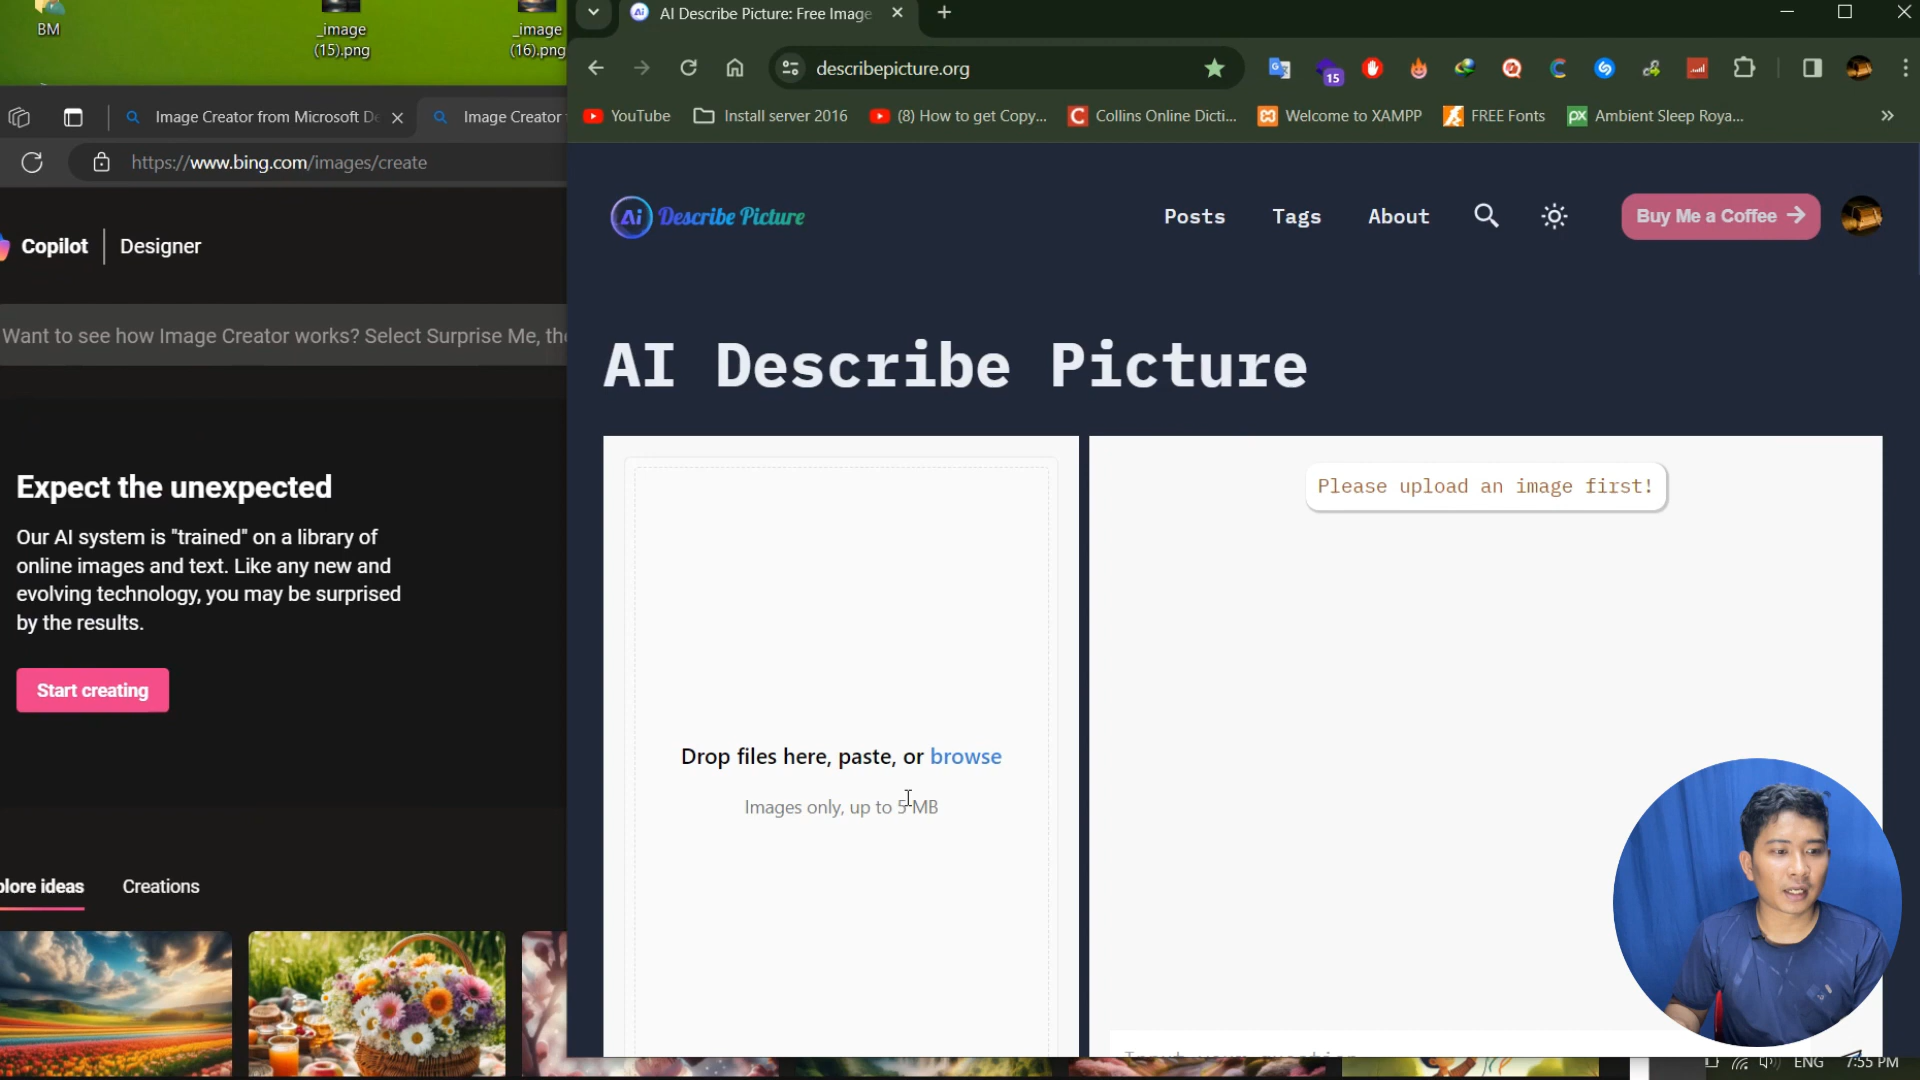 BM
_image
(15).png
_image
(16).png
Image Creator from Microsoft De
Image Creator
https://www.bing.com/images/create
Copilot
Designer
Want to see how Image Creator works? Select Surprise Me, the
Expect the unexpected
Our AI system is "trained" on a library of
online images and text. Like any new and
evolving technology, you may be surprised
by the results.
Start creating
plore ideas
Creations
AI Describe Picture: Free Image
describepicture.org
15
YouTube
Install server 2016
(8) How to get Copy...
Collins Online Dicti...
Welcome to XAMPP
FREE Fonts
Ambient Sleep Roya...
Ai Describe Picture
Posts
Tags
About
Buy Me a Coffee
AI Describe Picture
Drop files here, paste, or browse
Images only, up to 5 MB
Please upload an image first!
ENG
7:55 PM